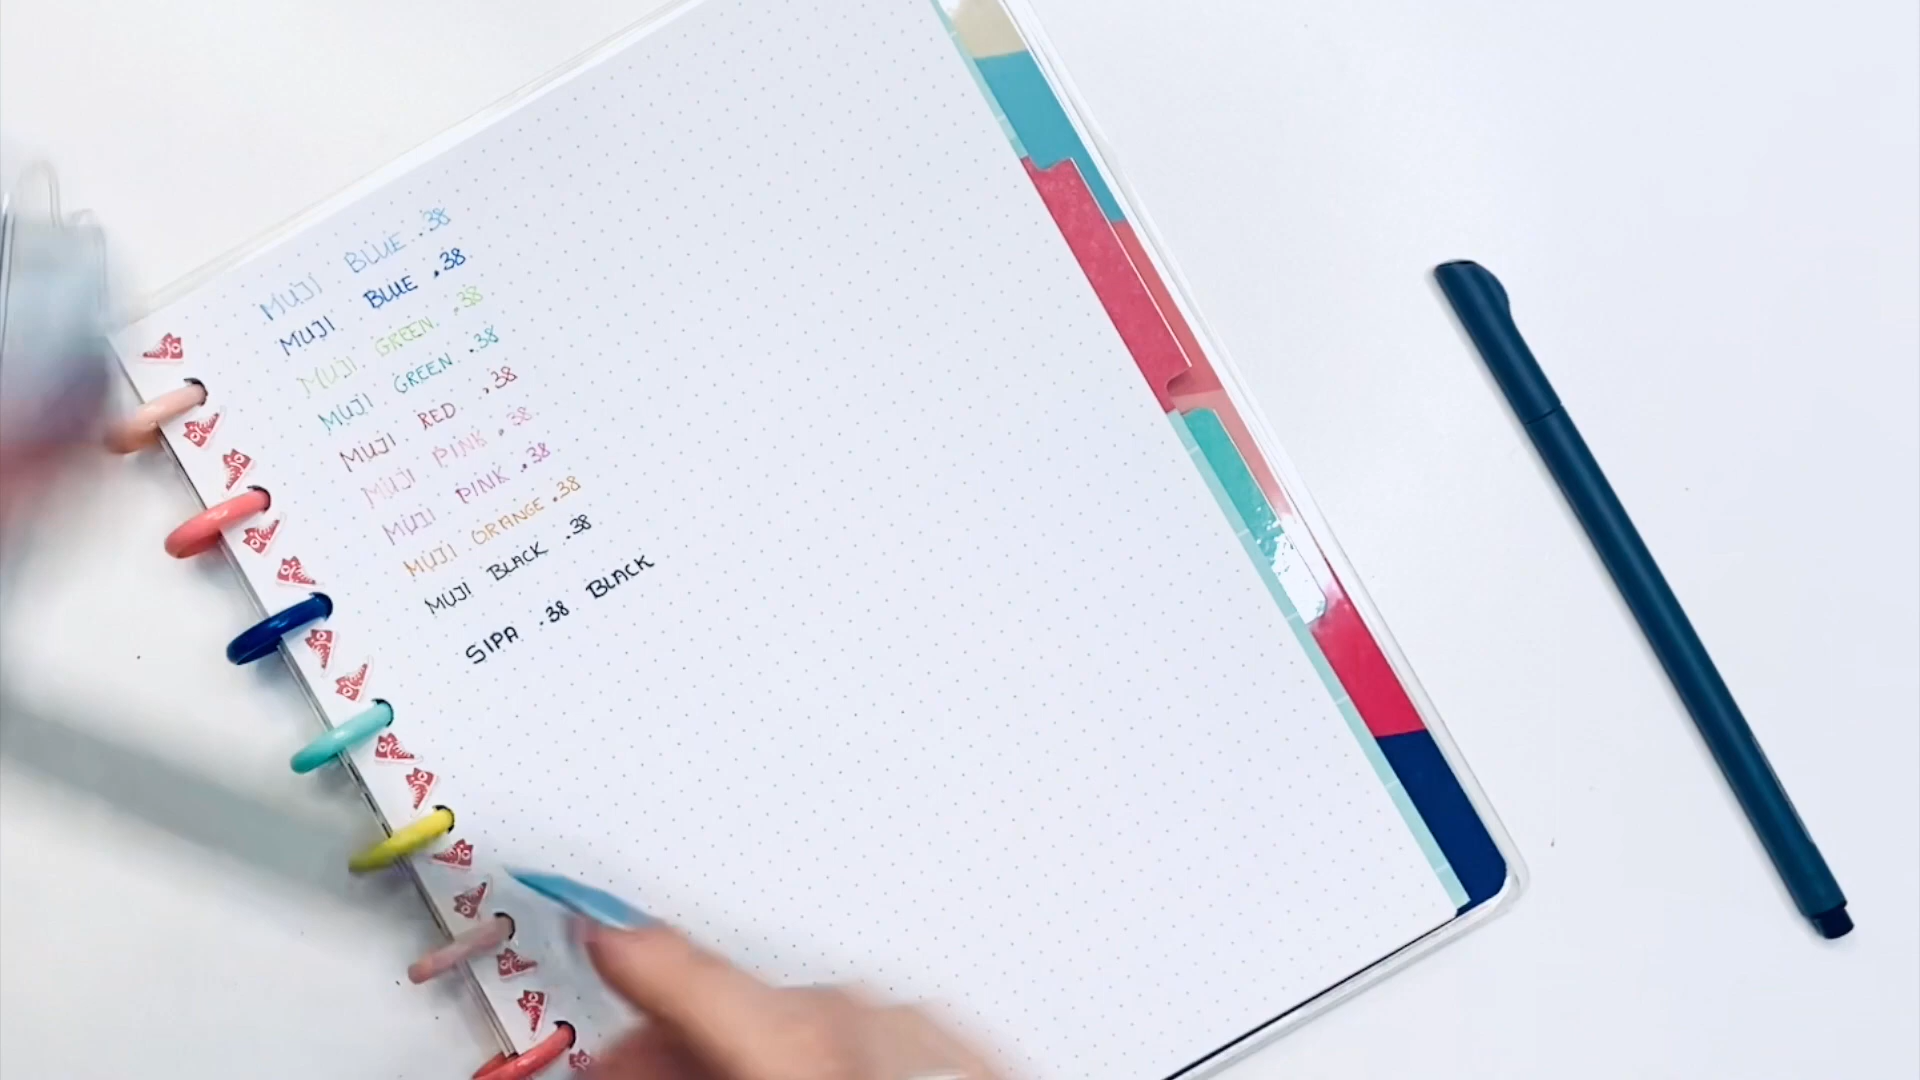 MUJI BLUE .38
MUJI BLUE .38
MUJI GREEN .38
MUJI GREEN .38
MUJI RED .38
MUJI PINK .38
MUJI PINK .38
MUJI ORANGE .38
MUJI BLACK .38
SIPA .38 BLACK